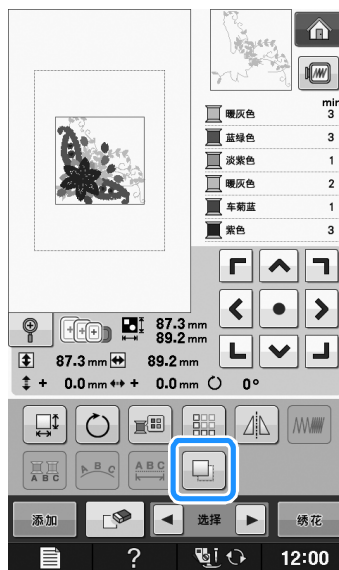 min
暖灰色 3
蓝绿色 3
淡紫色 1
暖灰色 2
车菊蓝 1
紫色 3
87.3 mm
89.2 mm
87.3 mm 89.2 mm
+ 0.0 mm + 0.0 mm 0°
A B C A B C A B C
添加 选择 绣花
? 12:00